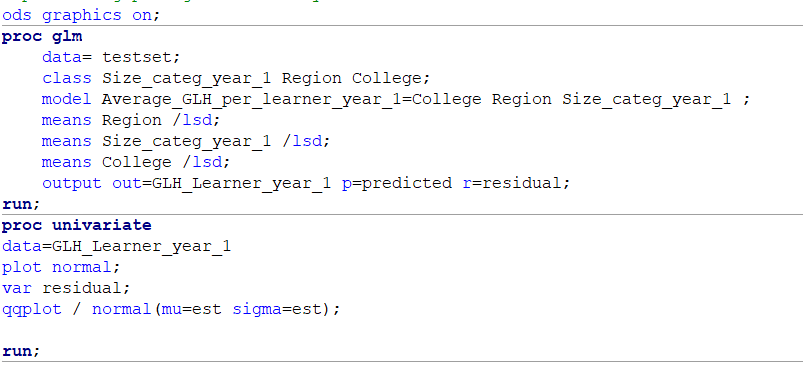 ods graphics on;
proc glm
data= testset;
class Size_categ_year_1 Region College;
model Average_GLH_per_learner_year_1=College Region Size_categ_year_1 ;
means Region /lsd;
means Size_categ_year_1 /lsd;
means College /lsd;
output out=GLH_Learner_year_1 p=predicted r=residual;
run;
proc univariate
data=GLH_Learner_year_1
plot normal;
var residual;
qqplot / normal(mu=est sigma=est);
run;